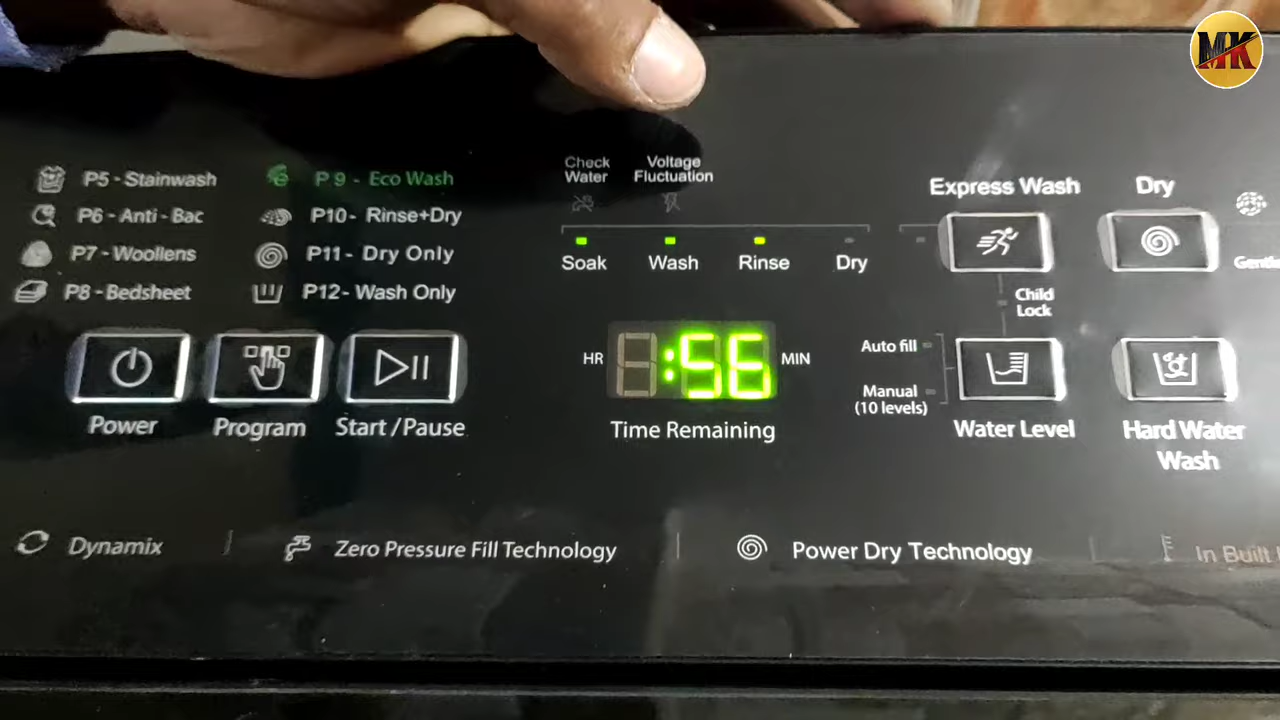 MK
P5 - Stainwash
P6 - Anti - Bac
P7 - Woollens
P8 - Bedsheet
P 9 - Eco Wash
P10- Rinse+Dry
P11- Dry Only
P12- Wash Only
Check
Water
Voltage
Fluctuation
Soak
Wash
Rinse
Dry
Express Wash
Dry
Child
Lock
HR
:56
MIN
Time Remaining
Auto fill
Manual
(10 levels)
Power
Program
Start /Pause
Water Level
Hard Water
Wash
Dynamix
Zero Pressure Fill Technology
Power Dry Technology
In Built